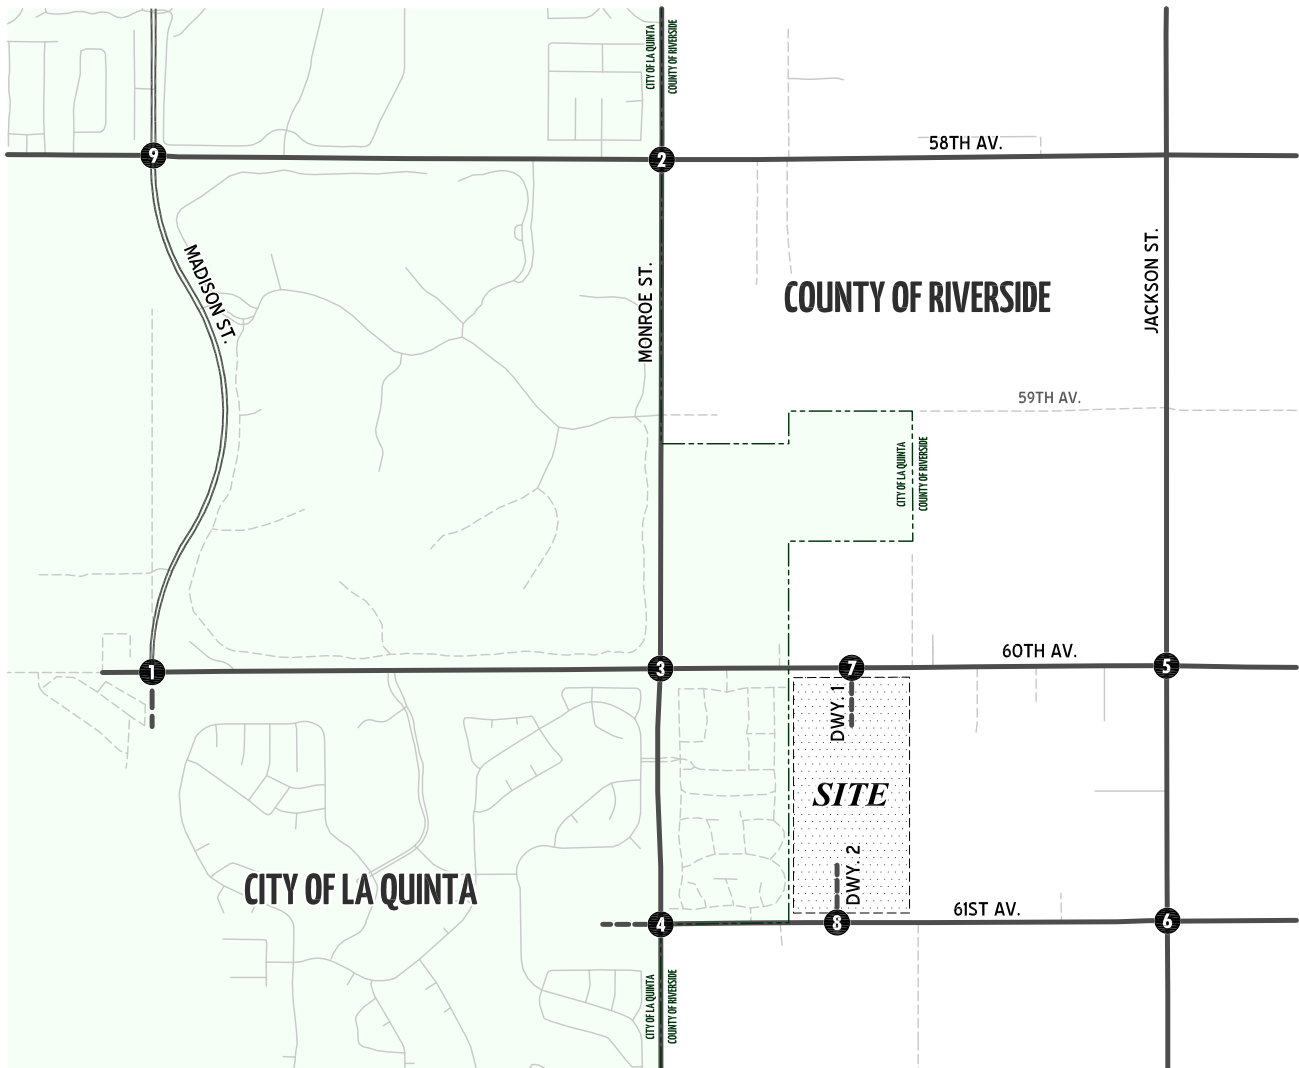 CITY OF LA QUINTA
COUNTY OF RIVERSIDE
9
2
58TH AV.
MADISON ST.
MONROE ST.
JACKSON ST.
COUNTY OF RIVERSIDE
59TH AV.
CITY OF LA QUINTA
COUNTY OF RIVERSIDE
1
3
7
60TH AV.
5
DWY. 1
SITE
CITY OF LA QUINTA
DWY. 2
61ST AV.
4
8
6
CITY OF LA QUINTA
COUNTY OF RIVERSIDE